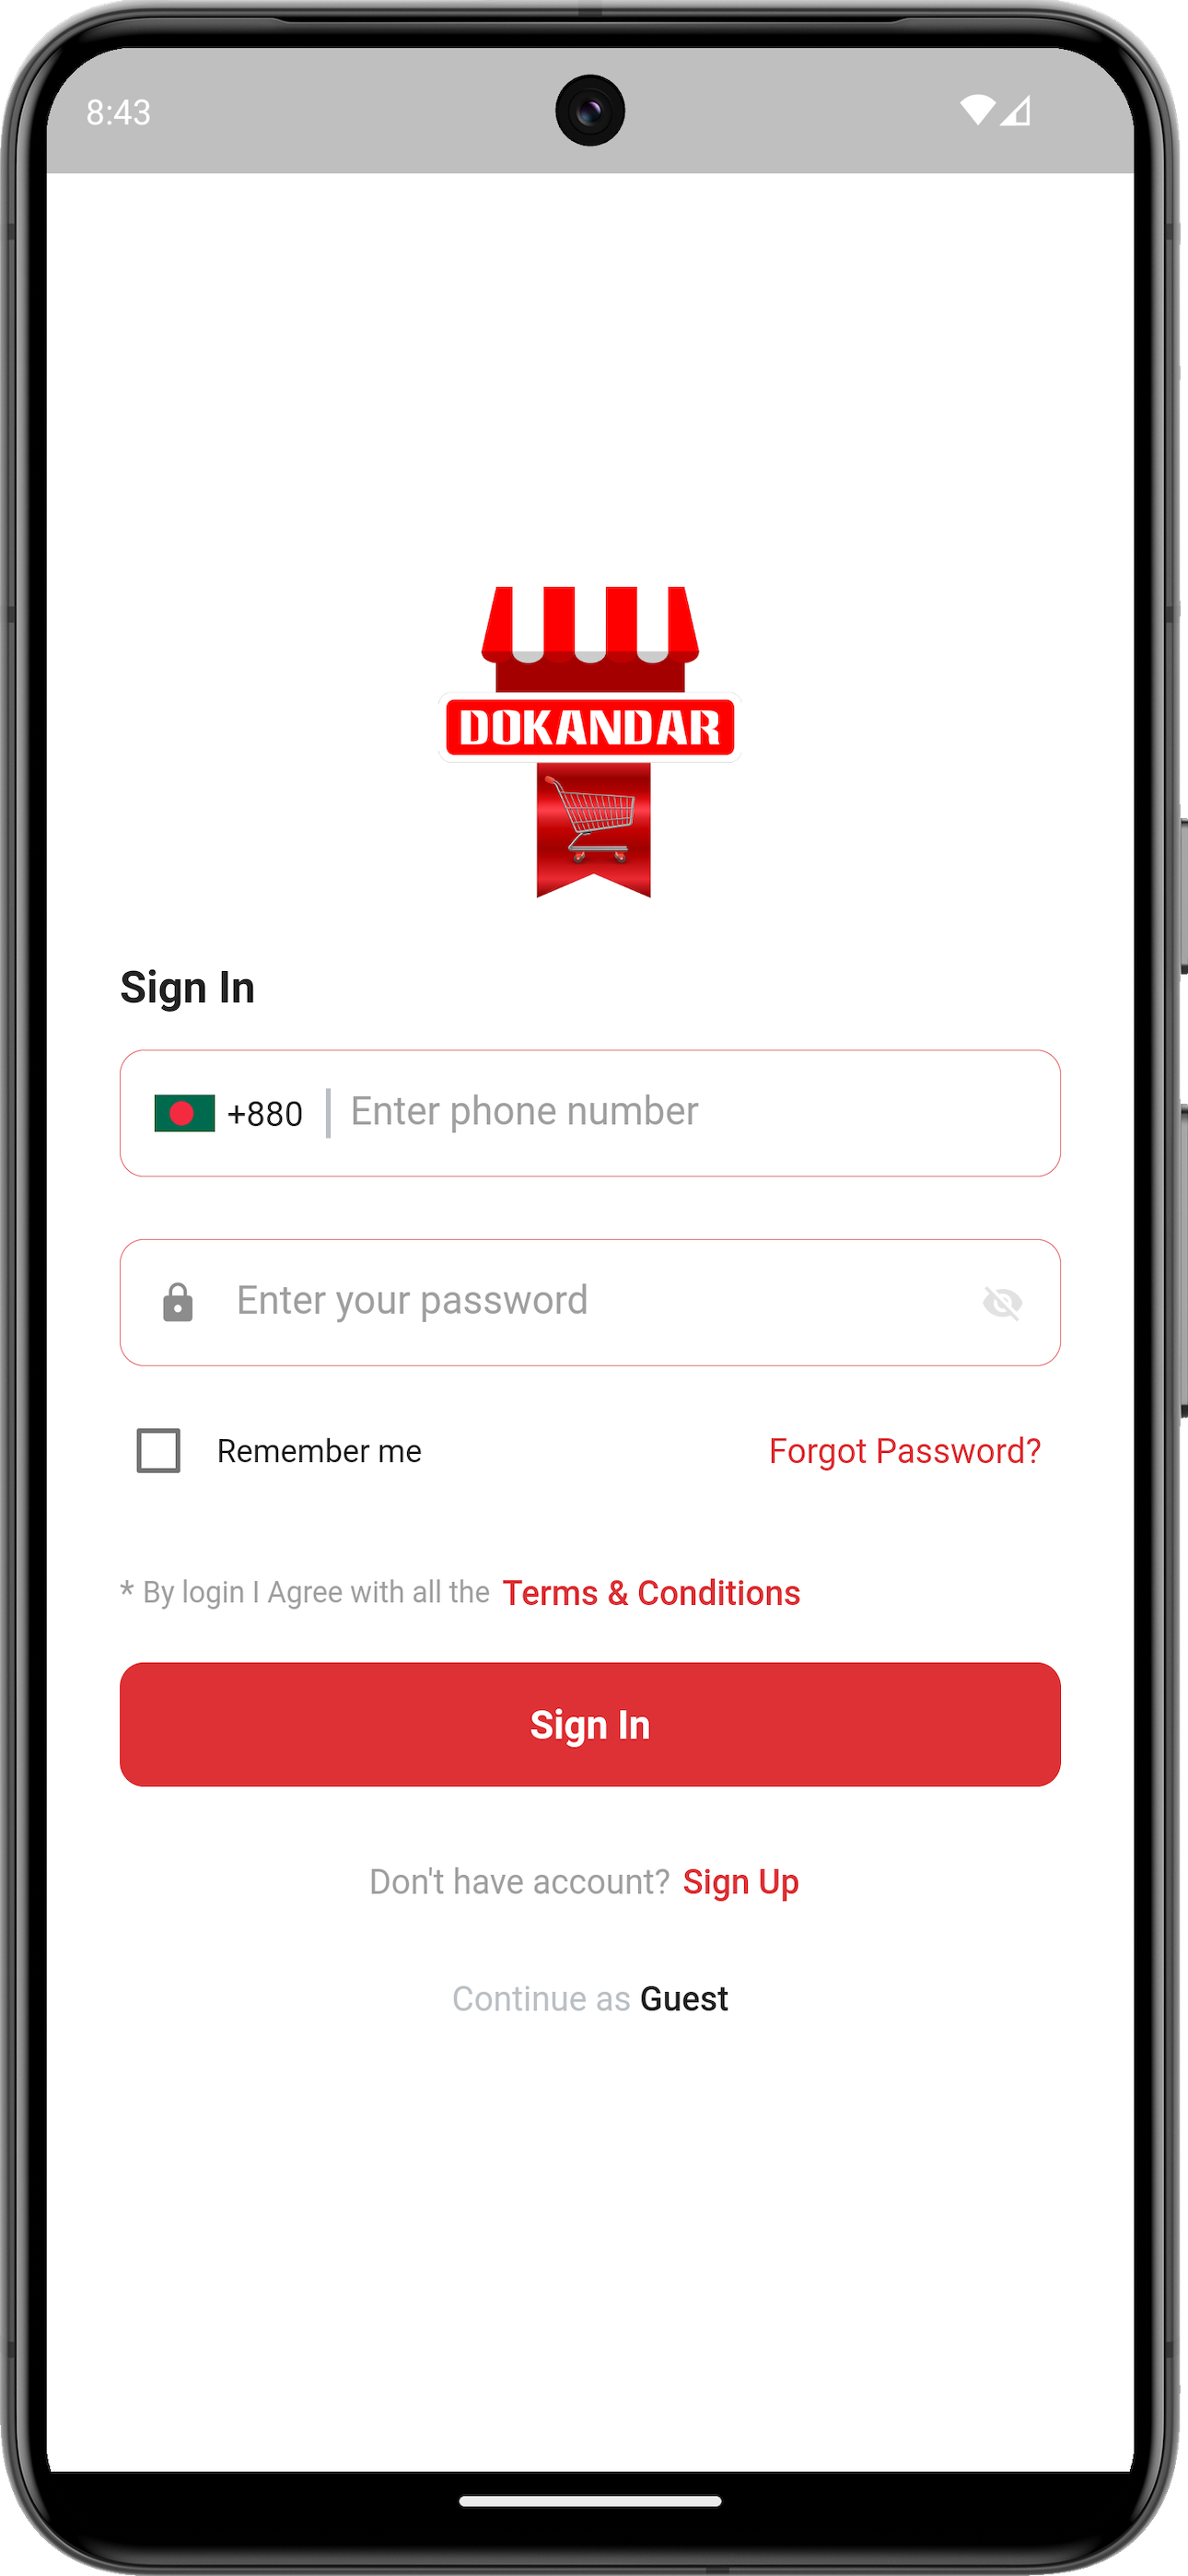 8:43
DOKANDAR
Sign In
+880 Enter phone number
Enter your password
Remember me Forgot Password?
* By login I Agree with all the Terms & Conditions
Sign In
Don't have account? Sign Up
Continue as Guest